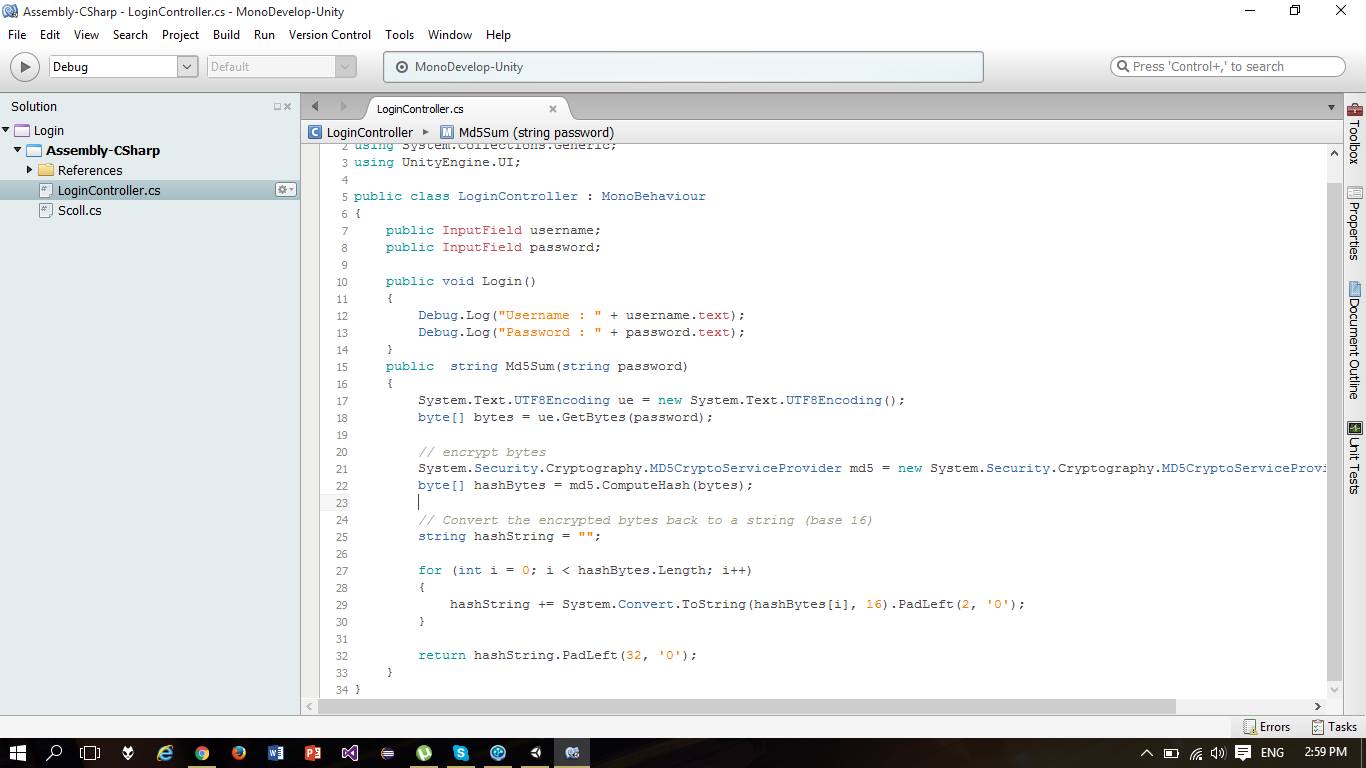 Assembly-CSharp - LoginController.cs - MonoDevelop-Unity
File Edit View Search Project Build Run Version Control Tools Window Help
Debug Default MonoDevelop-Unity Press 'Control+,' to search
Solution
Login
Assembly-CSharp
References
LoginController.cs
Scoll.cs
LoginController.cs
LoginController Md5Sum (string password)
2 using System.Collections.Generic;
3 using UnityEngine.UI;
4
5 public class LoginController : MonoBehaviour
6 {
7 public InputField username;
8 public InputField password;
9
10 public void Login()
11 {
12 Debug.Log("Username : " + username.text);
13 Debug.Log("Password : " + password.text);
14 }
15 public  string Md5Sum(string password)
16 {
17 System.Text.UTF8Encoding ue = new System.Text.UTF8Encoding();
18 byte[] bytes = ue.GetBytes(password);
19
20 // encrypt bytes
21 System.Security.Cryptography.MD5CryptoServiceProvider md5 = new System.Security.Cryptography.MD5CryptoServiceProvi
22 byte[] hashBytes = md5.ComputeHash(bytes);
23
24 // Convert the encrypted bytes back to a string (base 16)
25 string hashString = "";
26
27 for (int i = 0; i < hashBytes.Length; i++)
28 {
29 hashString += System.Convert.ToString(hashBytes[i], 16).PadLeft(2, '0');
30 }
31
32 return hashString.PadLeft(32, '0');
33 }
34 }
Toolbox
Properties
Document Outline
Unit Tests
Errors Tasks
ENG 2:59 PM